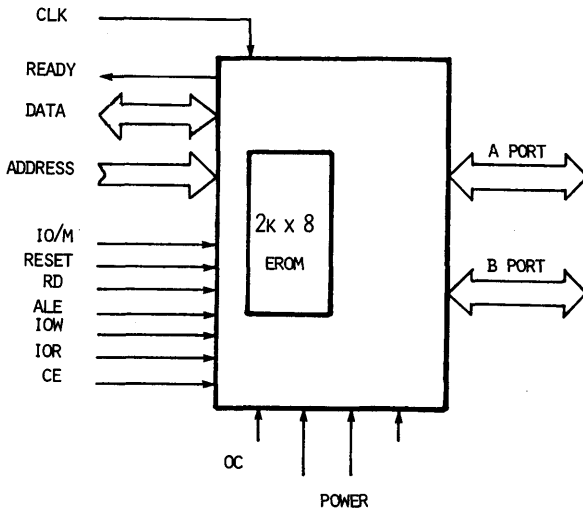 CLK
READY
DATA
ADDRESS
IO/M
RESET
RD
ALE
IOW
IOR
CE
2K x 8
EROM
A PORT
B PORT
OC
POWER